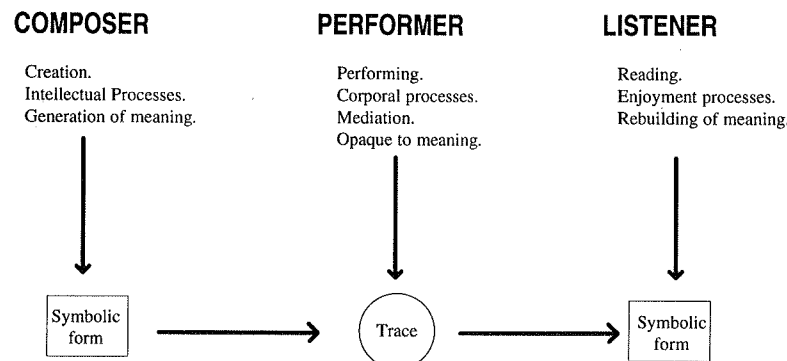 COMPOSER
Creation.
Intellectual Processes.
Generation of meaning.
Symbolic
form
PERFORMER
Performing.
Corporal processes.
Mediation.
Opaque to meaning.
Trace
LISTENER
Reading.
Enjoyment processes.
Rebuilding of meaning.
Symbolic
form